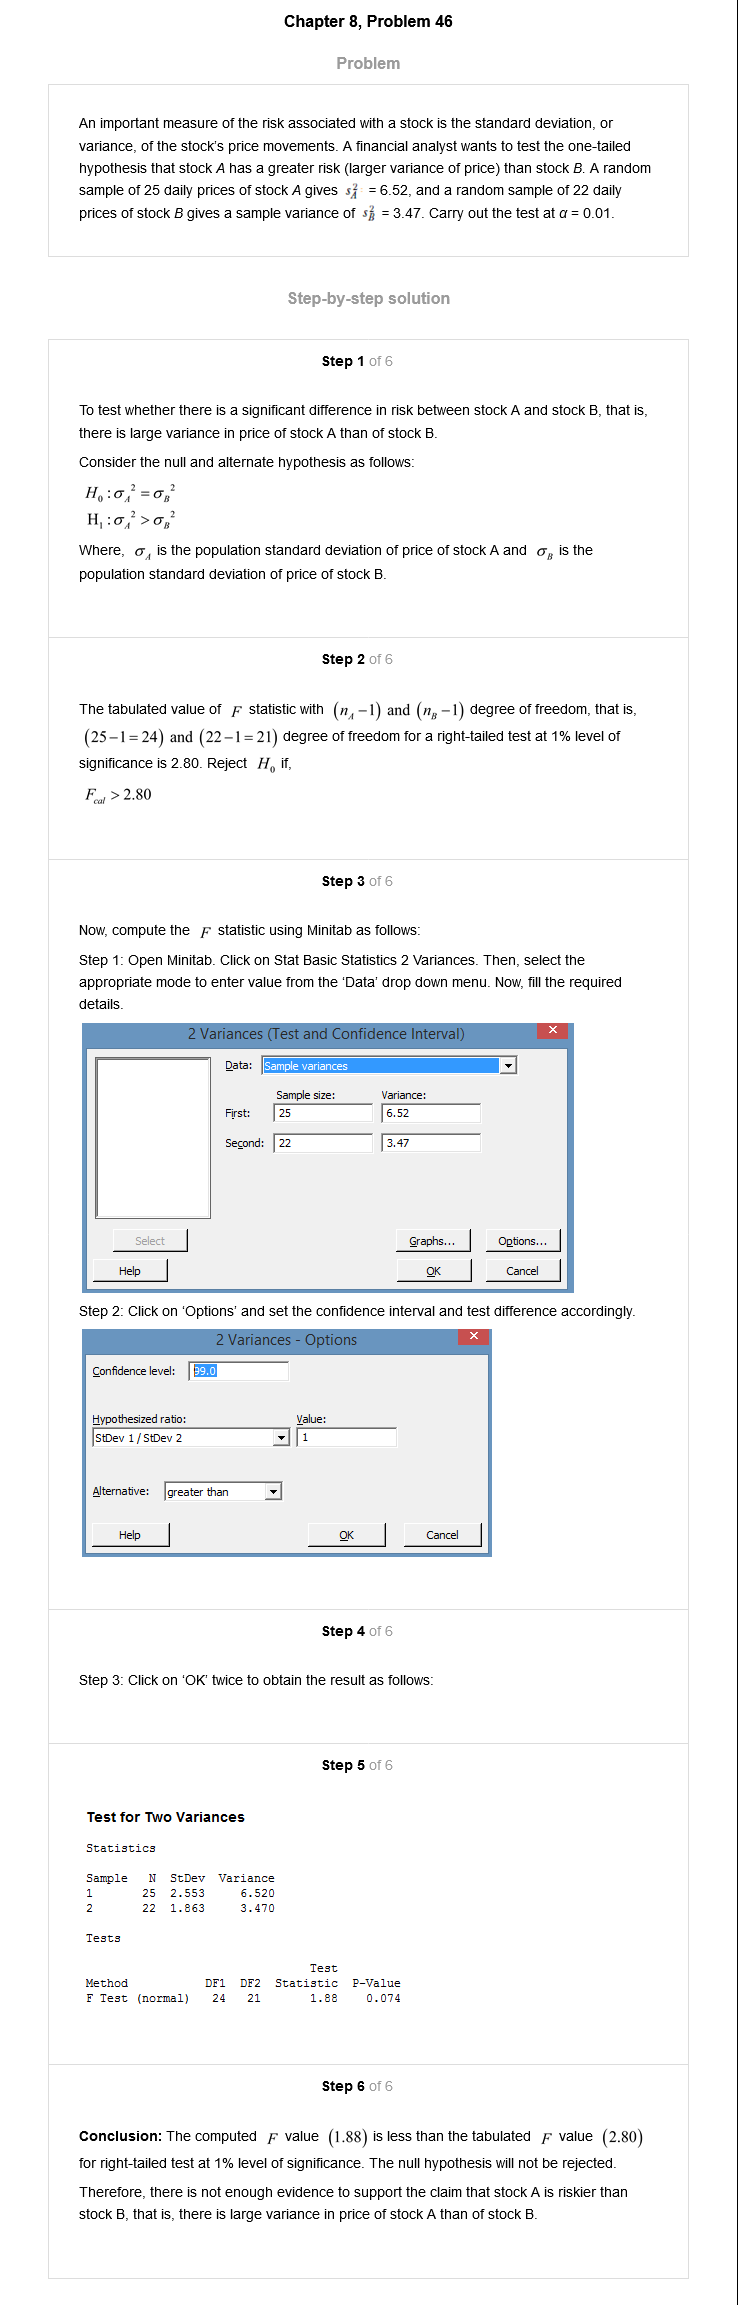 Chapter 8, Problem 46
Problem
An important measure of the risk associated with a stock is the standard deviation, or
variance, of the stock's price movements. A financial analyst wants to test the one-tailed
hypothesis that stock A has a greater risk (larger variance of price) than stock B. A random
sample of 25 daily prices of stock A gives s²_A = 6.52, and a random sample of 22 daily
prices of stock B gives a sample variance of s²_B = 3.47. Carry out the test at α = 0.01.
Step-by-step solution
Step 1 of 6
To test whether there is a significant difference in risk between stock A and stock B, that is,
there is large variance in price of stock A than of stock B.
Consider the null and alternate hypothesis as follows:
H₀ : σ_A² = σ_B²
H₁ : σ_A² > σ_B²
Where, σ_A is the population standard deviation of price of stock A and σ_B is the
population standard deviation of price of stock B.
Step 2 of 6
The tabulated value of F statistic with (n_A −1) and (n_B −1) degree of freedom, that is,
(25−1=24) and (22−1=21) degree of freedom for a right-tailed test at 1% level of
significance is 2.80. Reject H₀ if,
F_cal > 2.80
Step 3 of 6
Now, compute the F statistic using Minitab as follows:
Step 1: Open Minitab. Click on Stat Basic Statistics 2 Variances. Then, select the
appropriate mode to enter value from the 'Data' drop down menu. Now, fill the required
details.
2 Variances (Test and Confidence Interval)
Data: Sample variances
Sample size: Variance:
First: 25 6.52
Second: 22 3.47
Select Graphs... Options...
Help OK Cancel
Step 2: Click on 'Options' and set the confidence interval and test difference accordingly.
2 Variances - Options
Confidence level: 99.0
Hypothesized ratio: Value:
StDev 1 / StDev 2 1
Alternative: greater than
Help OK Cancel
Step 4 of 6
Step 3: Click on 'OK' twice to obtain the result as follows:
Step 5 of 6
Test for Two Variances
Statistics
Sample N StDev Variance
1 25 2.553 6.520
2 22 1.863 3.470
Tests
Test
Method DF1 DF2 Statistic P-Value
F Test (normal) 24 21 1.88 0.074
Step 6 of 6
Conclusion: The computed F value (1.88) is less than the tabulated F value (2.80)
for right-tailed test at 1% level of significance. The null hypothesis will not be rejected.
Therefore, there is not enough evidence to support the claim that stock A is riskier than
stock B, that is, there is large variance in price of stock A than of stock B.